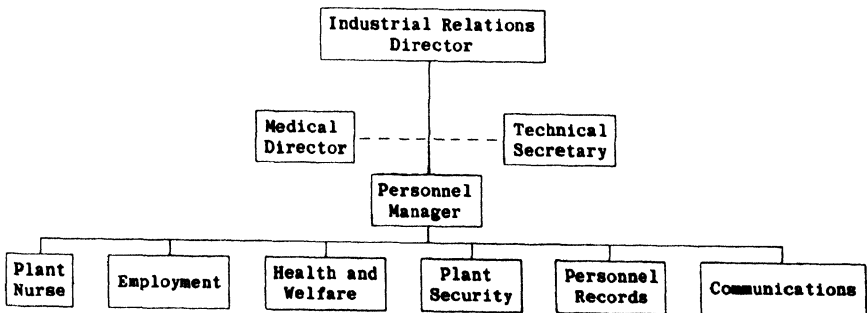 Industrial Relations
Director
Medical
Director
Technical
Secretary
Personnel
Manager
Plant
Nurse
Employment
Health and
Welfare
Plant
Security
Personnel
Records
Communications